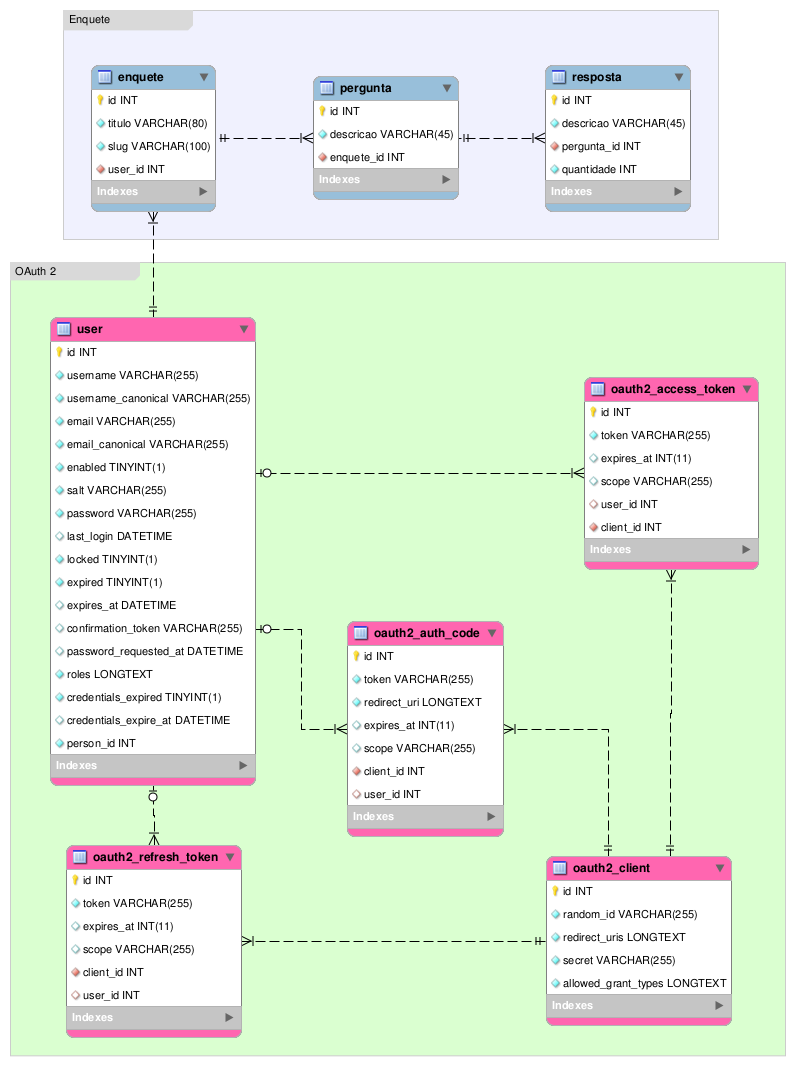 Enquete
enquete
id INT
titulo VARCHAR(80)
slug VARCHAR(100)
user_id INT
Indexes
pergunta
id INT
descricao VARCHAR(45)
enquete_id INT
Indexes
resposta
id INT
descricao VARCHAR(45)
pergunta_id INT
quantidade INT
Indexes
OAuth 2
user
id INT
username VARCHAR(255)
username_canonical VARCHAR(255)
email VARCHAR(255)
email_canonical VARCHAR(255)
enabled TINYINT(1)
salt VARCHAR(255)
password VARCHAR(255)
last_login DATETIME
locked TINYINT(1)
expired TINYINT(1)
expires_at DATETIME
confirmation_token VARCHAR(255)
password_requested_at DATETIME
roles LONGTEXT
credentials_expired TINYINT(1)
credentials_expire_at DATETIME
person_id INT
Indexes
oauth2_access_token
id INT
token VARCHAR(255)
expires_at INT(11)
scope VARCHAR(255)
user_id INT
client_id INT
Indexes
oauth2_auth_code
id INT
token VARCHAR(255)
redirect_uri LONGTEXT
expires_at INT(11)
scope VARCHAR(255)
client_id INT
user_id INT
Indexes
oauth2_refresh_token
id INT
token VARCHAR(255)
expires_at INT(11)
scope VARCHAR(255)
client_id INT
user_id INT
Indexes
oauth2_client
id INT
random_id VARCHAR(255)
redirect_uris LONGTEXT
secret VARCHAR(255)
allowed_grant_types LONGTEXT
Indexes